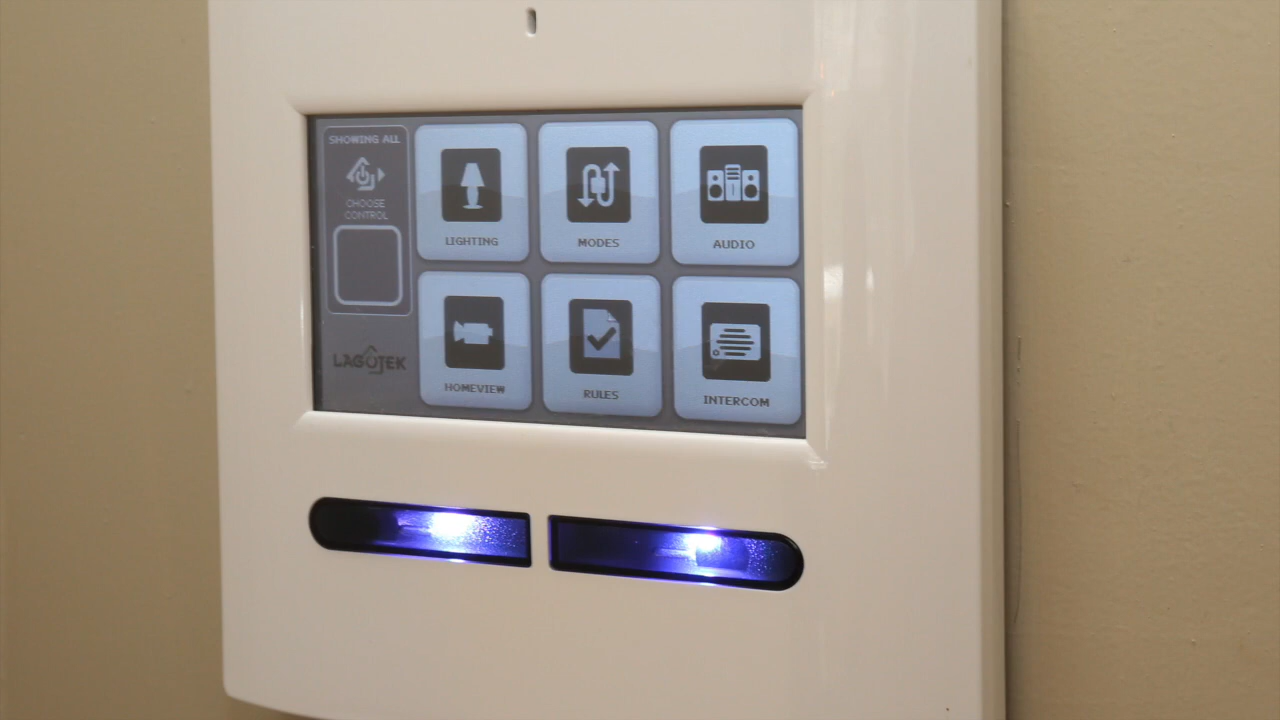 SHOWING ALL
CHOOSE
CONTROL
LAGOTEK
LIGHTING
MODES
AUDIO
HOMEVIEW
RULES
INTERCOM